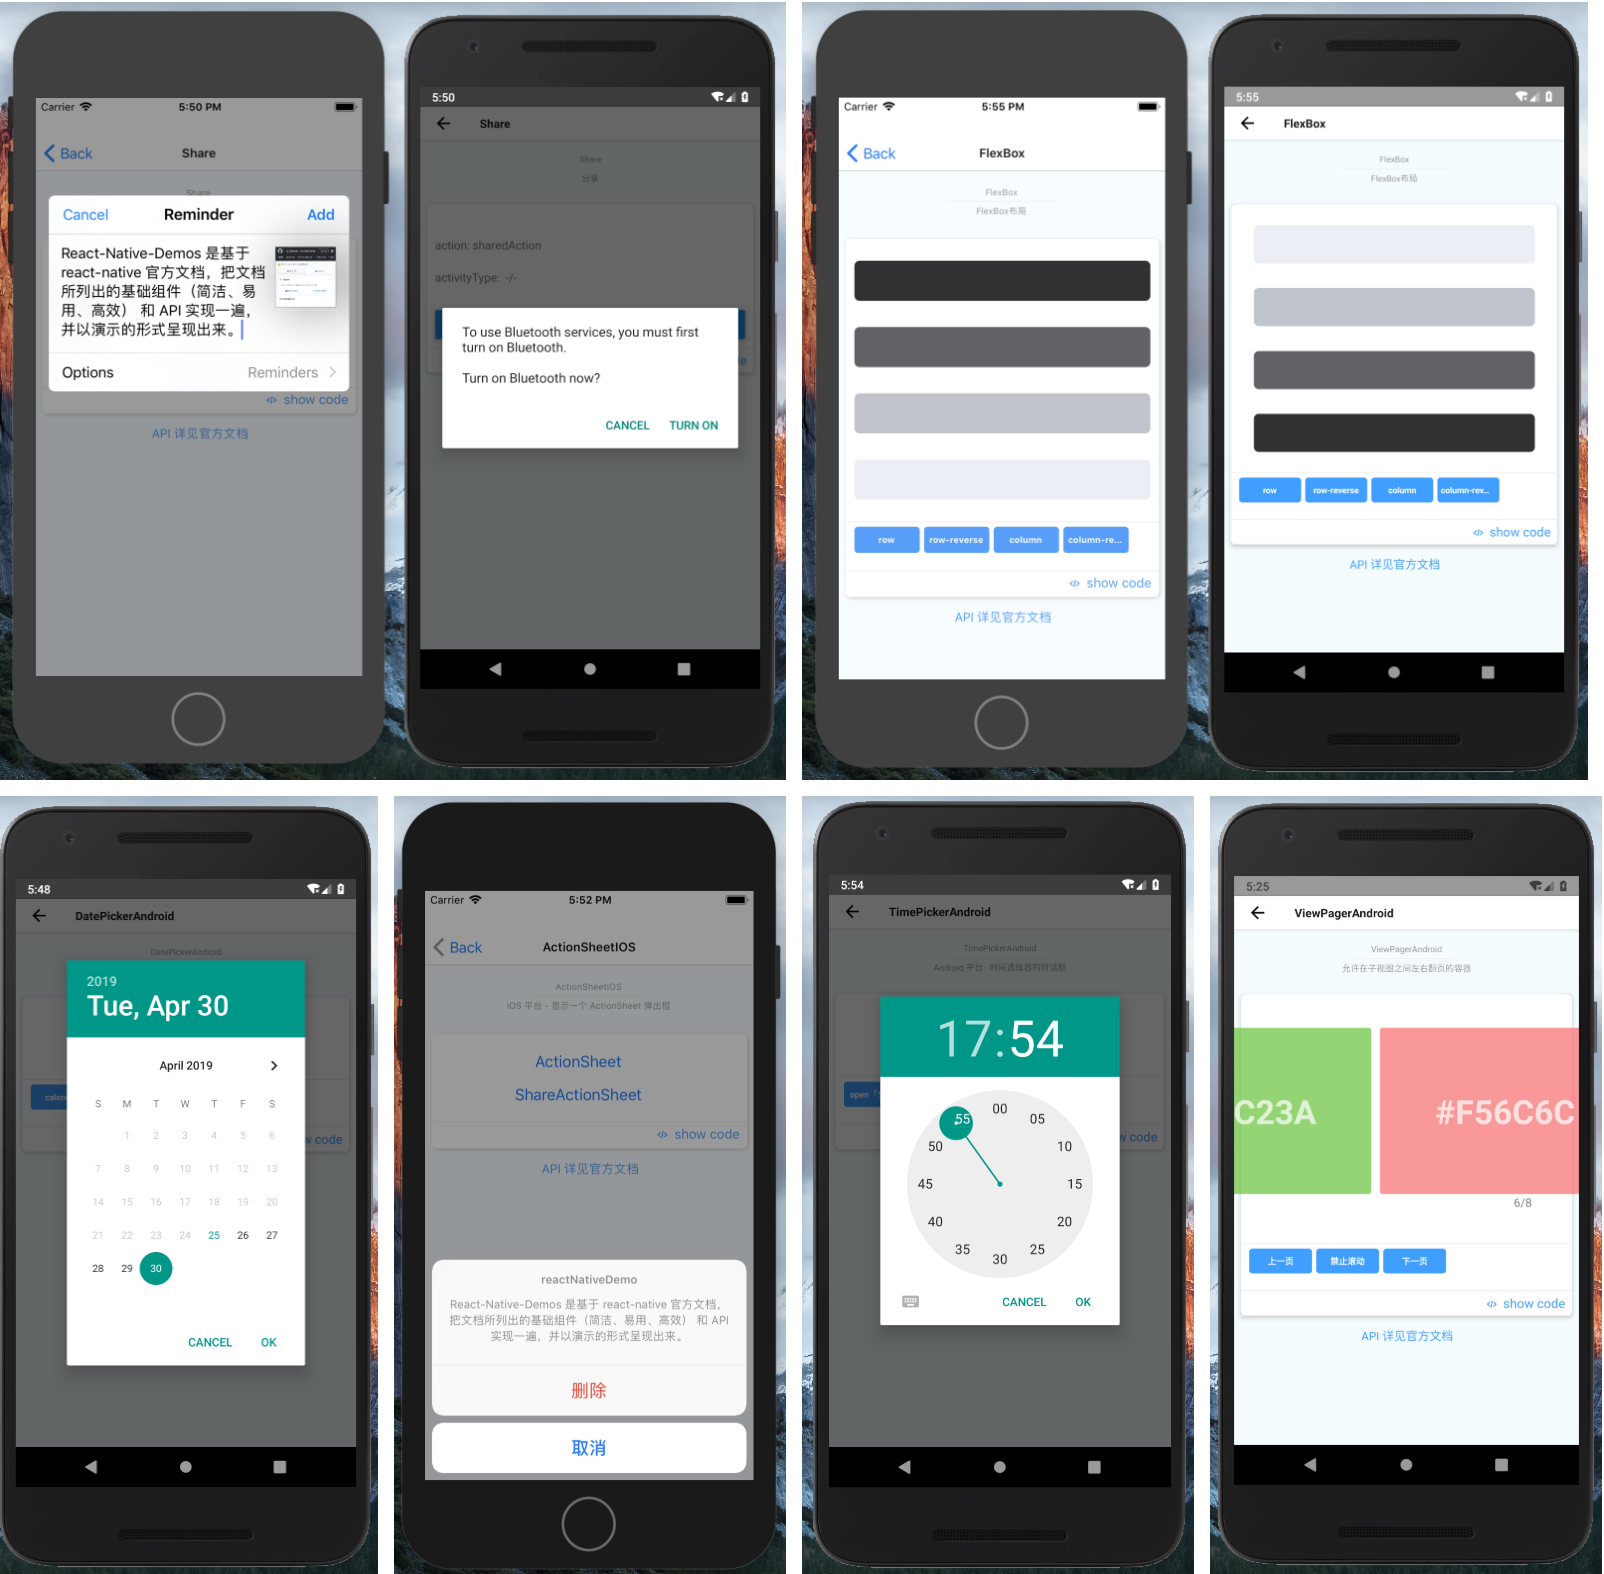 Carrier 5:50 PM
Back Share
Share
Cancel Reminder Add
React-Native-Demos 是基于
react-native 官方文档，把文档
所列出的基础组件（简洁、易
用、高效） 和 API 实现一遍，
并以演示的形式呈现出来。
Options Reminders
</> show code
API 详见官方文档
5:50
Share
Share
分享
action: sharedAction
activityType: -/-
To use Bluetooth services, you must first
turn on Bluetooth.
Turn on Bluetooth now?
CANCEL TURN ON
Carrier 5:55 PM
Back FlexBox
FlexBox
FlexBox布局
row row-reverse column column-re...
</> show code
API 详见官方文档
5:55
FlexBox
FlexBox
FlexBox布局
row row-reverse column column-rev...
</> show code
API 详见官方文档
5:48
DatePickerAndroid
DatePickerAndroid
2019
Tue, Apr 30
April 2019
S M T W T F S
1 2 3 4 5 6
7 8 9 10 11 12 13
14 15 16 17 18 19 20
21 22 23 24 25 26 27
28 29 30
w code
CANCEL OK
Carrier 5:52 PM
Back ActionSheetIOS
ActionSheetIOS
iOS 平台 - 显示一个 ActionSheet 弹出框
ActionSheet
ShareActionSheet
</> show code
API 详见官方文档
reactNativeDemo
React-Native-Demos 是基于 react-native 官方文档，
把文档所列出的基础组件（简洁、易用、高效） 和 API
实现一遍，并以演示的形式呈现出来。
删除
取消
5:54
TimePickerAndroid
TimePickerAndroid
Android 平台 · 时间选择器的对话框
17:54
open
00
55 05
50 10
45 15
40 20
35 25
30
w code
CANCEL OK
5:25
ViewPagerAndroid
ViewPagerAndroid
允许在子视图之间左右翻页的容器
C23A #F56C6C
6/8
上一页 禁止滚动 下一页
</> show code
API 详见官方文档